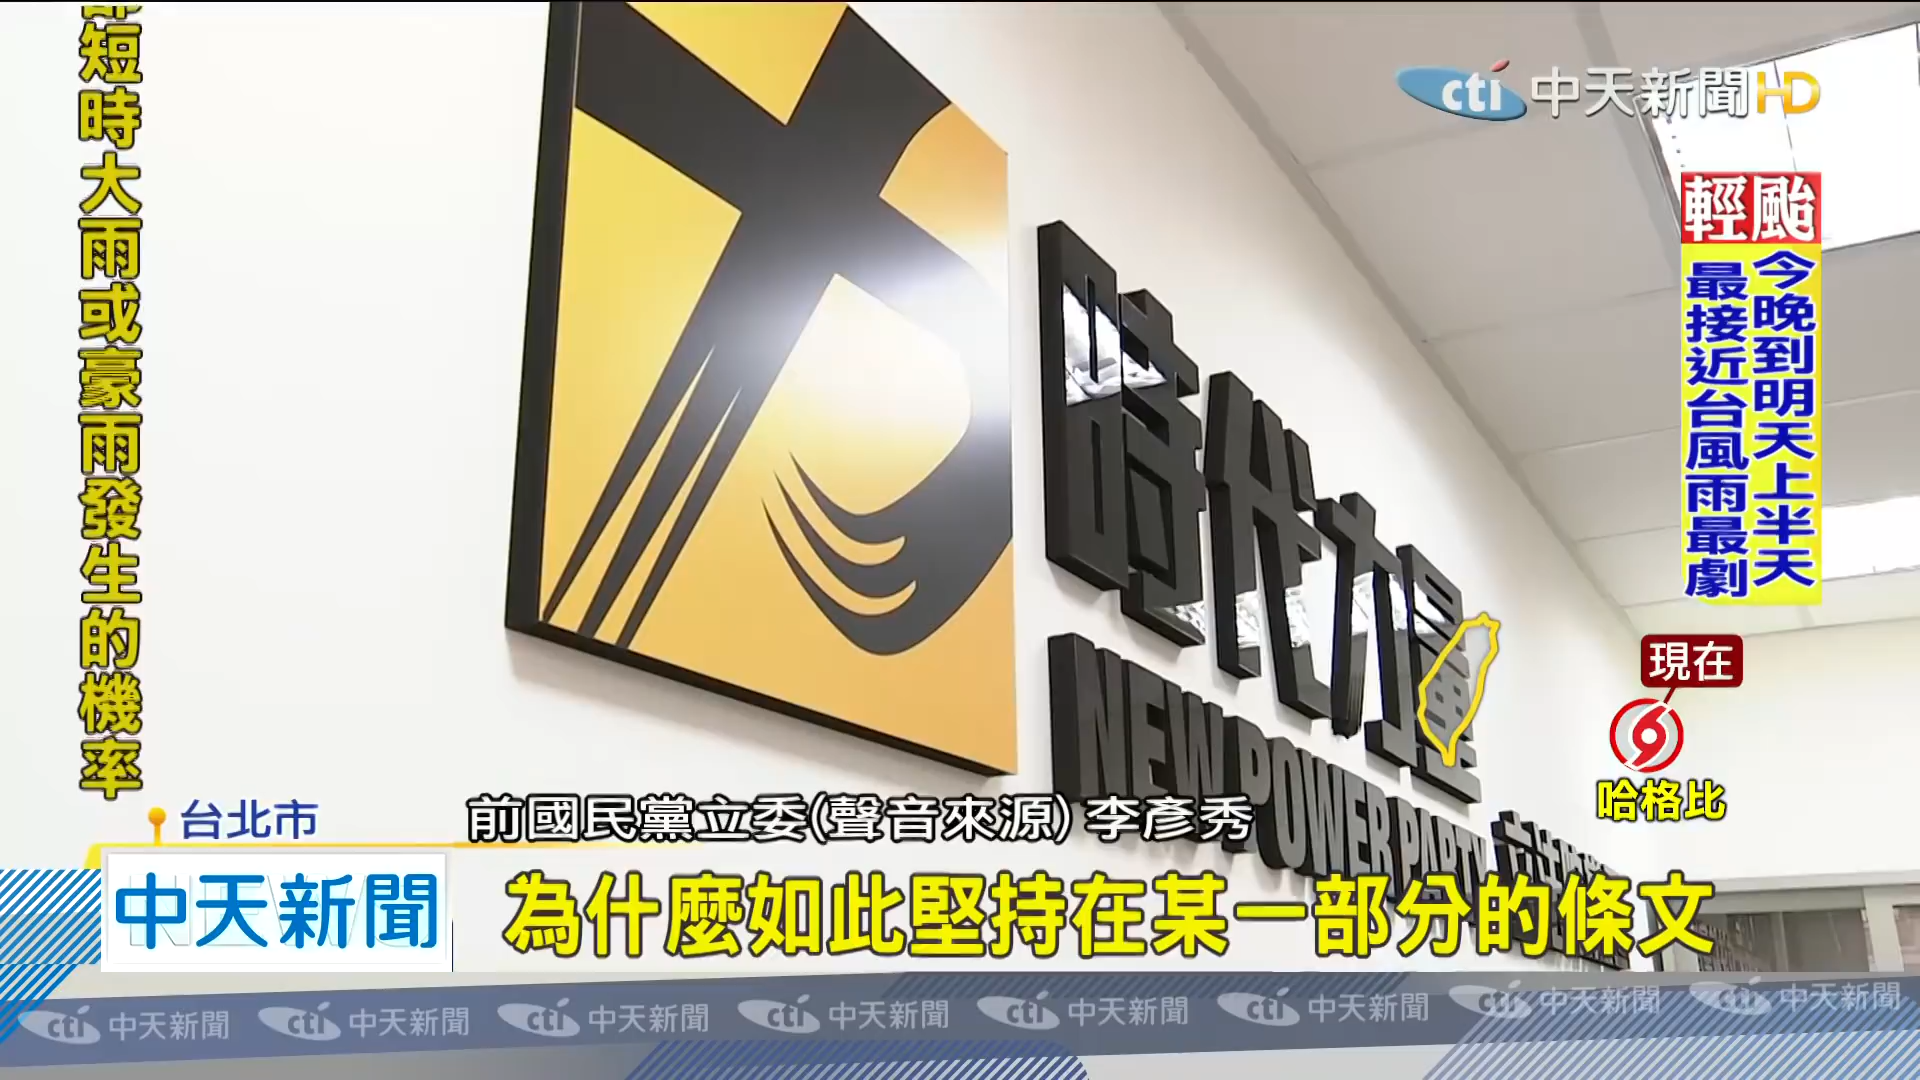 短時大雨或豪雨發生的機率
cti 中天新聞HD
輕颱
今晚到明天上半天
最接近台風雨最劇
時代力量
NEW POWER PARTY
現在
哈格比
台北市
前國民黨立委(聲音來源) 李彥秀
中天新聞
為什麼如此堅持在某一部分的條文
cti 中天新聞 cti 中天新聞 cti 中天新聞 cti 中天新聞 cti 中天新聞 cti 中天新聞 cti 中天新聞 cti 中天新聞